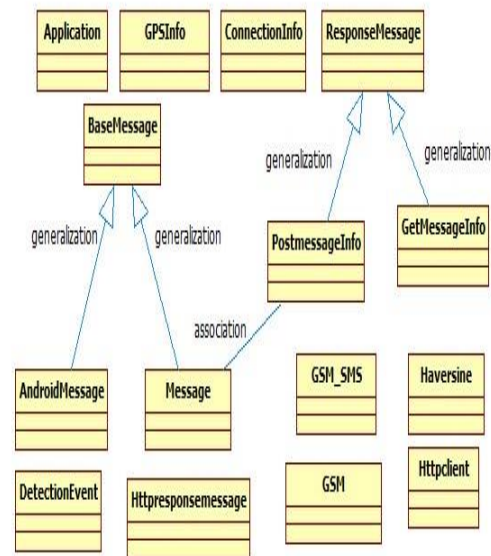 Application
GPSInfo
ConnectionInfo
ResponseMessage
BaseMessage
generalization
generalization
generalization
generalization
PostmessageInfo
GetMessageInfo
association
AndroidMessage
Message
GSM_SMS
Haversine
DetectionEvent
Httpresponsemessage
GSM
Httpclient